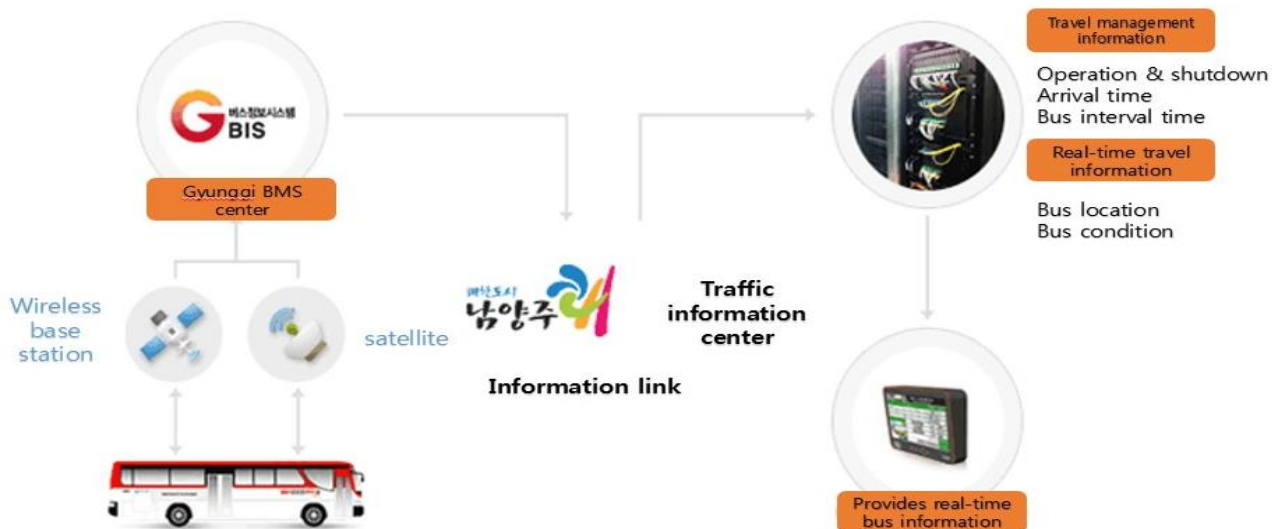 버스정보시스템
BIS
Gyunggi BMS
center
Wireless
base
station
satellite
남양주
Information link
Traffic
information
center
Travel management
information
Operation & shutdown
Arrival time
Bus interval time
Real-time travel
information
Bus location
Bus condition
Provides real-time
bus information